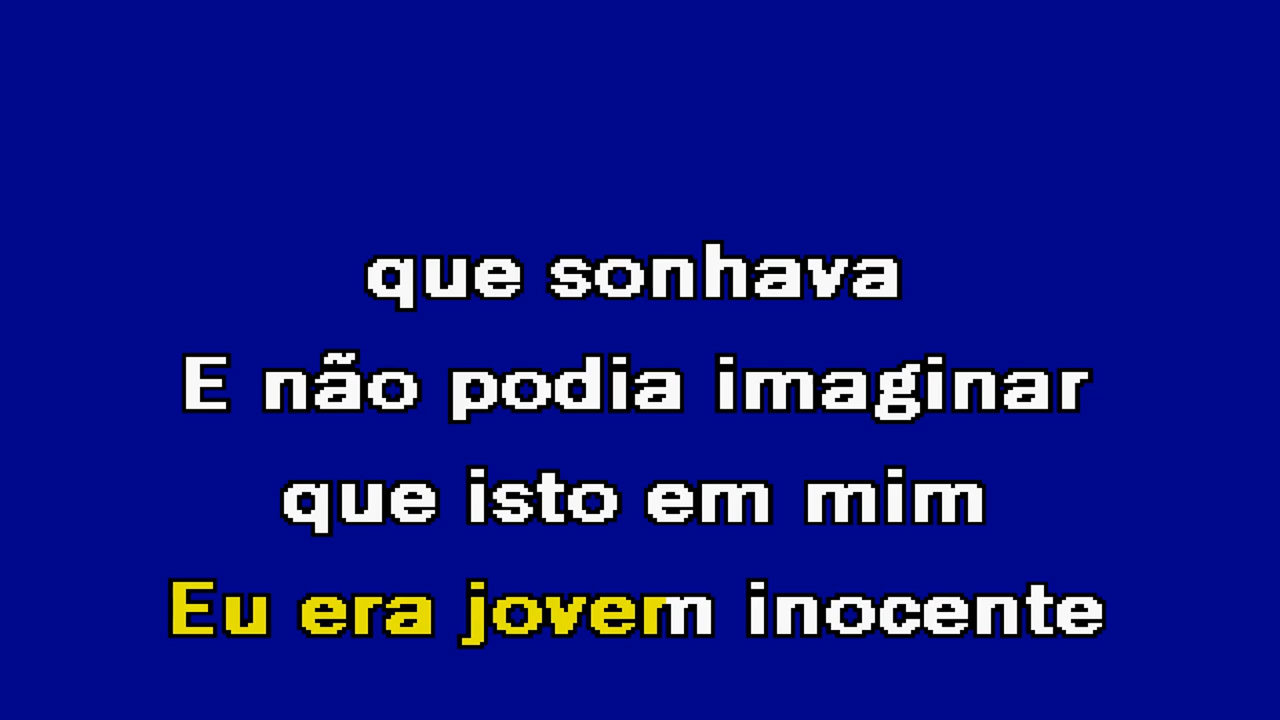 que sonhava
E não podia imaginar
que isto em mim
Eu era jovem inocente